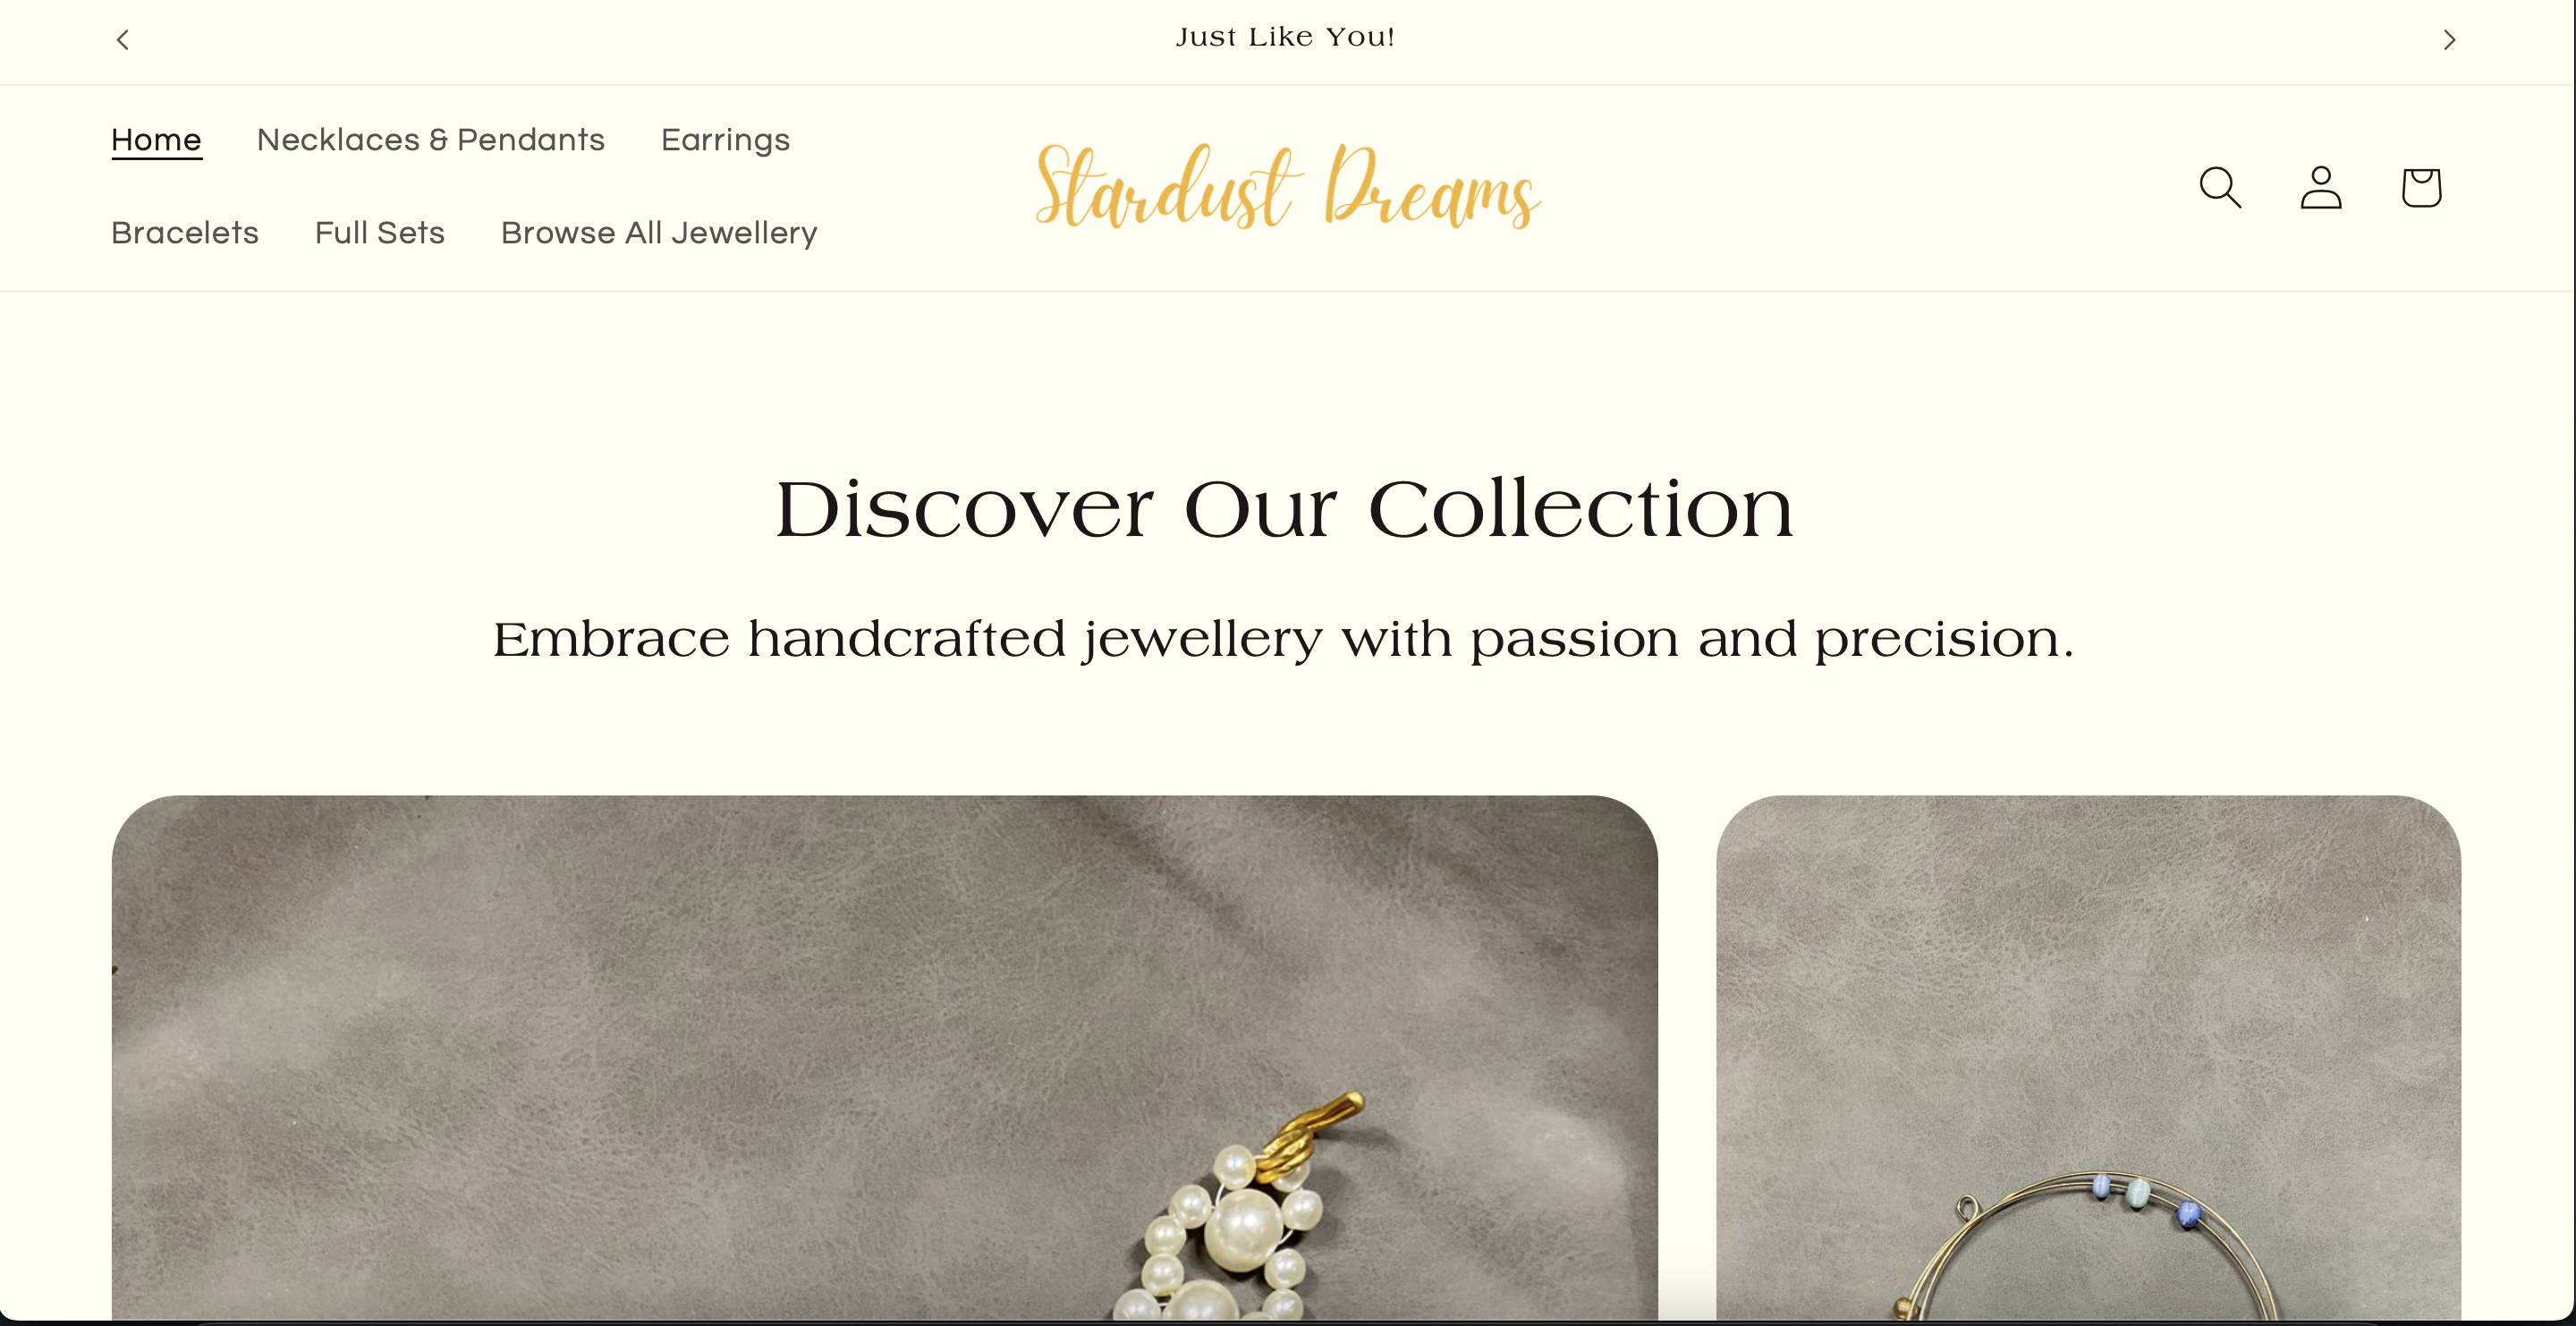 Just Like You!
Home Necklaces & Pendants Earrings
Bracelets Full Sets Browse All Jewellery
Stardust Dreams
Discover Our Collection
Embrace handcrafted jewellery with passion and precision.